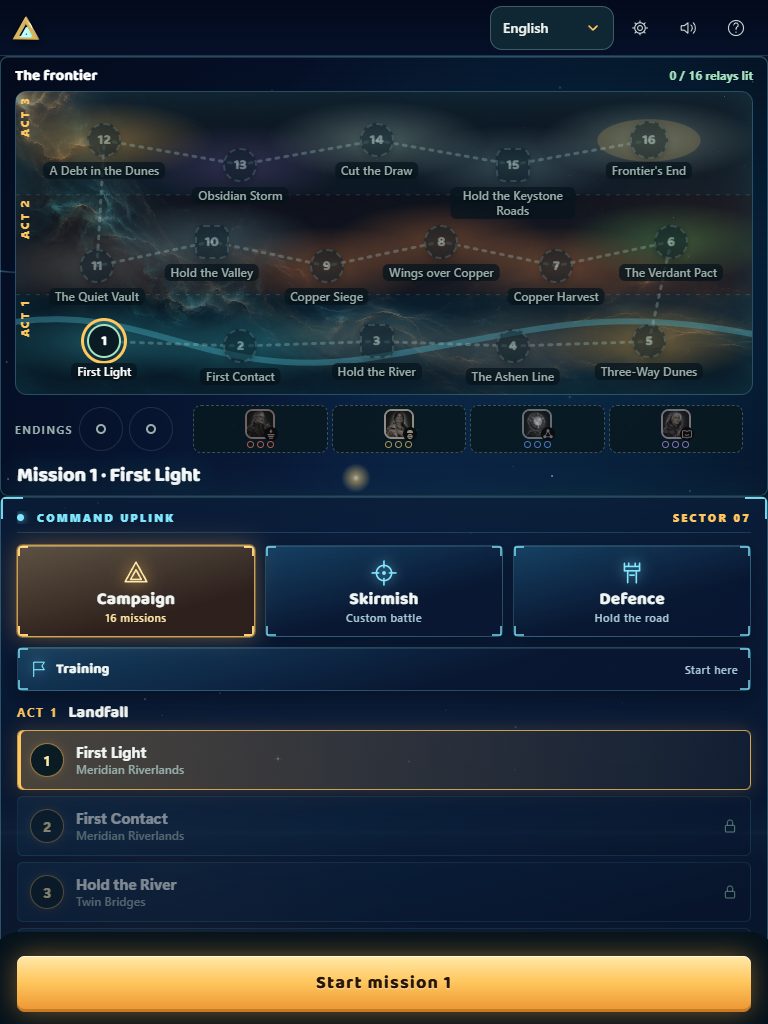 English
The frontier
0 / 16 relays lit
ACT 3
12
13
14
15
16
A Debt in the Dunes
Obsidian Storm
Cut the Draw
Hold the Keystone
Roads
Frontier's End
ACT 2
11
10
9
8
7
6
The Quiet Vault
Hold the Valley
Copper Siege
Wings over Copper
Copper Harvest
The Verdant Pact
ACT 1
1
2
3
4
5
First Light
First Contact
Hold the River
The Ashen Line
Three-Way Dunes
ENDINGS
Mission 1 · First Light
COMMAND UPLINK
SECTOR 07
Campaign
16 missions
Skirmish
Custom battle
Defence
Hold the road
Training
Start here
ACT 1 Landfall
1
First Light
Meridian Riverlands
2
First Contact
Meridian Riverlands
3
Hold the River
Twin Bridges
Start mission 1